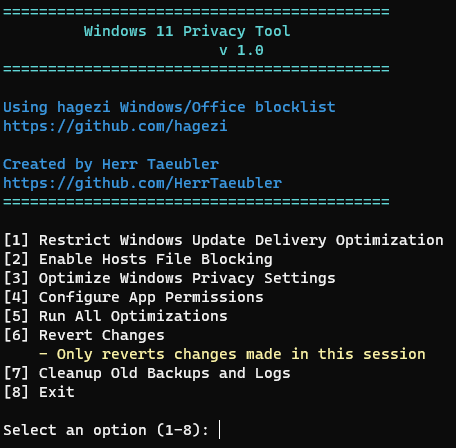 ===========================================
Windows 11 Privacy Tool
v 1.0
===========================================
Using hagezi Windows/Office blocklist
https://github.com/hagezi
Created by Herr Taeubler
https://github.com/HerrTaeubler
===========================================
[1] Restrict Windows Update Delivery Optimization
[2] Enable Hosts File Blocking
[3] Optimize Windows Privacy Settings
[4] Configure App Permissions
[5] Run All Optimizations
[6] Revert Changes
- Only reverts changes made in this session
[7] Cleanup Old Backups and Logs
[8] Exit
Select an option (1-8):